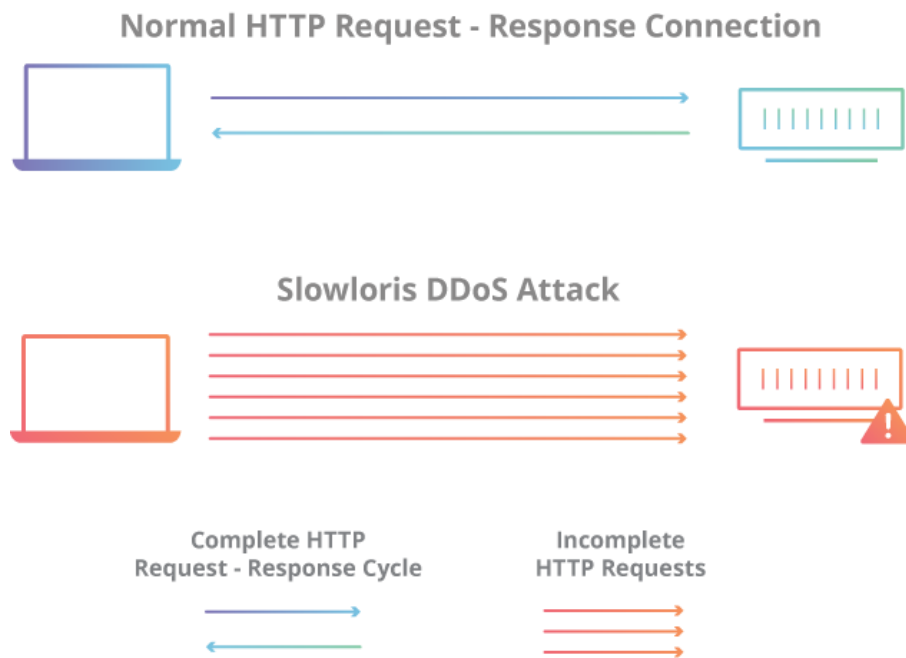 Normal HTTP Request - Response Connection
Slowloris DDoS Attack
Complete HTTP
Request - Response Cycle
Incomplete
HTTP Requests